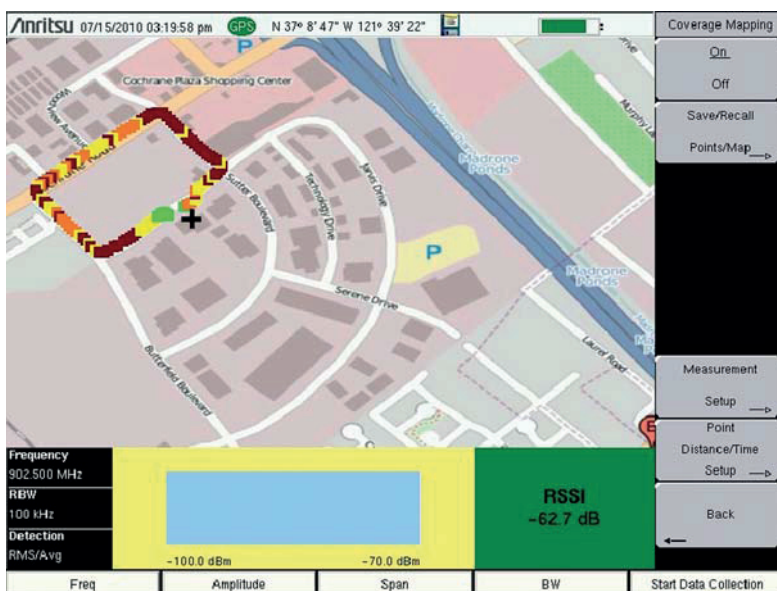 Anritsu 07/15/2010 03:19:58 pm GPS N 37° 8' 47" W 121° 39' 22"
Coverage Mapping
On
Off
Save/Recall
Points/Map
Measurement
Setup
Point
Distance/Time
Setup
Back
P
Cochrane Plaza Shopping Center
Avenue
Sutter Boulevard
Technology Drive
Jarvis Drive
Madrone
Ponds
Murphy
Drive
P
Madrone
Ponds
Serene Drive
Butterfield Boulevard
Laurel Road
E
Frequency
902.500 MHz
RBW
100 kHz
Detection
RMS/Avg
-100.0 dBm
-70.0 dBm
RSSI
-62.7 dB
Freq
Amplitude
Span
BW
Start Data Collection